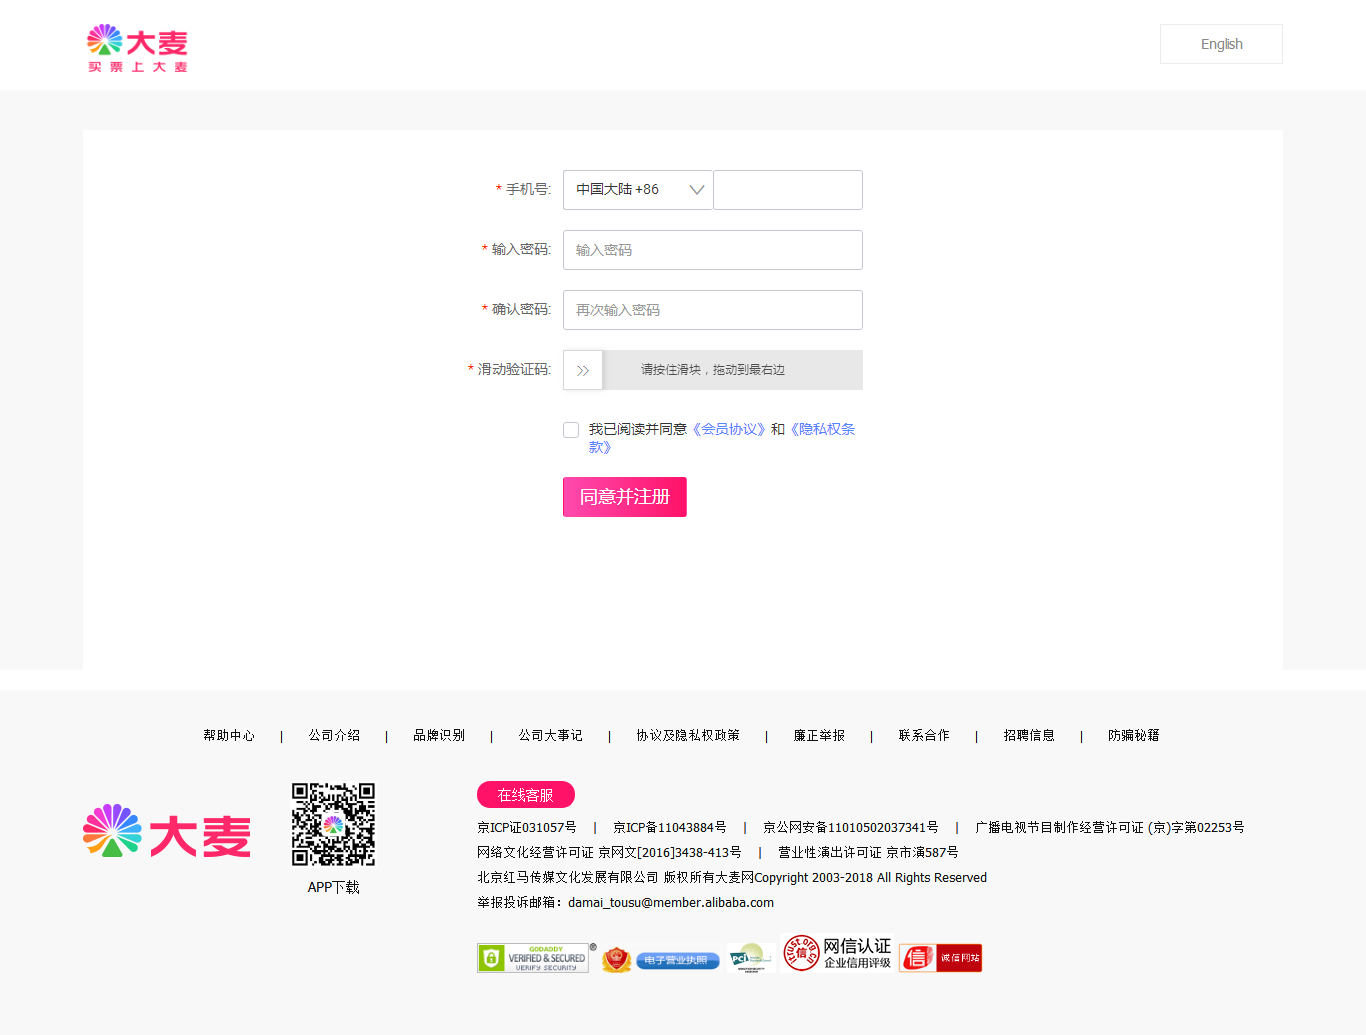 大麦
买票上大麦
English
* 手机号: 中国大陆 +86
* 输入密码: 输入密码
* 确认密码: 再次输入密码
* 滑动验证码: 请按住滑块，拖动到最右边
我已阅读并同意《会员协议》和《隐私权条
款》
同意并注册
帮助中心 | 公司介绍 | 品牌识别 | 公司大事记 | 协议及隐私权政策 | 廉正举报 | 联系合作 | 招聘信息 | 防骗秘籍
大麦
APP下载
在线客服
京ICP证031057号 | 京ICP备11043884号 | 京公网安备11010502037341号 | 广播电视节目制作经营许可证 (京)字第02253号
网络文化经营许可证 京网文[2016]3438-413号 | 营业性演出许可证 京市演587号
北京红马传媒文化发展有限公司 版权所有大麦网Copyright 2003-2018 All Rights Reserved
举报投诉邮箱：damai_tousu@member.alibaba.com
GODADDY
VERIFIED & SECURED
VERIFY SECURITY
®
电子营业执照
PCI
信
网信认证
企业信用评级
信
诚信网站